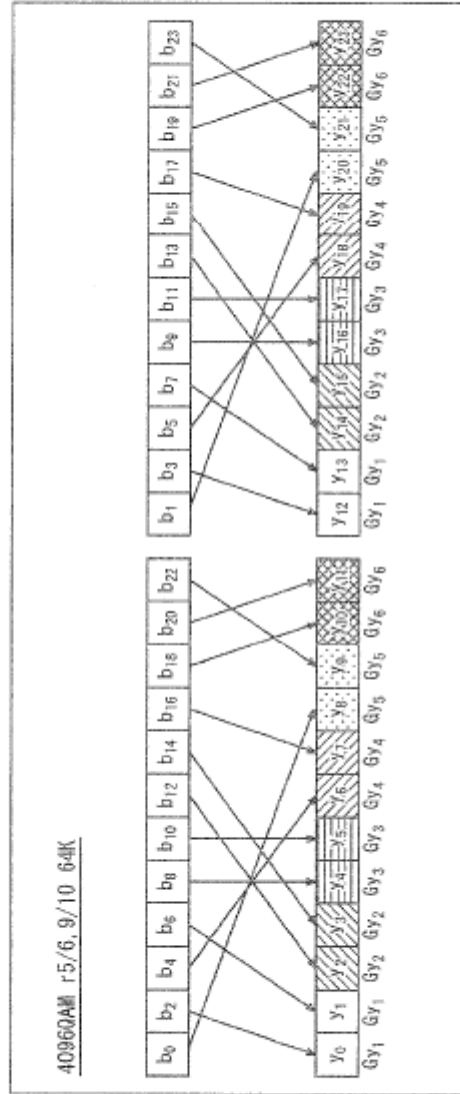 4096QAM r5/6, 9/10 64K
b0 b2 b4 b6 b8 b10 b12 b14 b16 b18 b20 b22
b1 b3 b5 b7 b9 b11 b13 b15 b17 b19 b21 b23
y0 y1 y2 y3 y4 y5 y6 y7 y8 y9 y10 y11
y12 y13 y14 y15 y16 y17 y18 y19 y20 y21 y22 y23
Gy1 Gy1 Gy2 Gy2 Gy3 Gy3 Gy4 Gy4 Gy5 Gy5 Gy6 Gy6
Gy1 Gy1 Gy2 Gy2 Gy3 Gy3 Gy4 Gy4 Gy5 Gy5 Gy6 Gy6